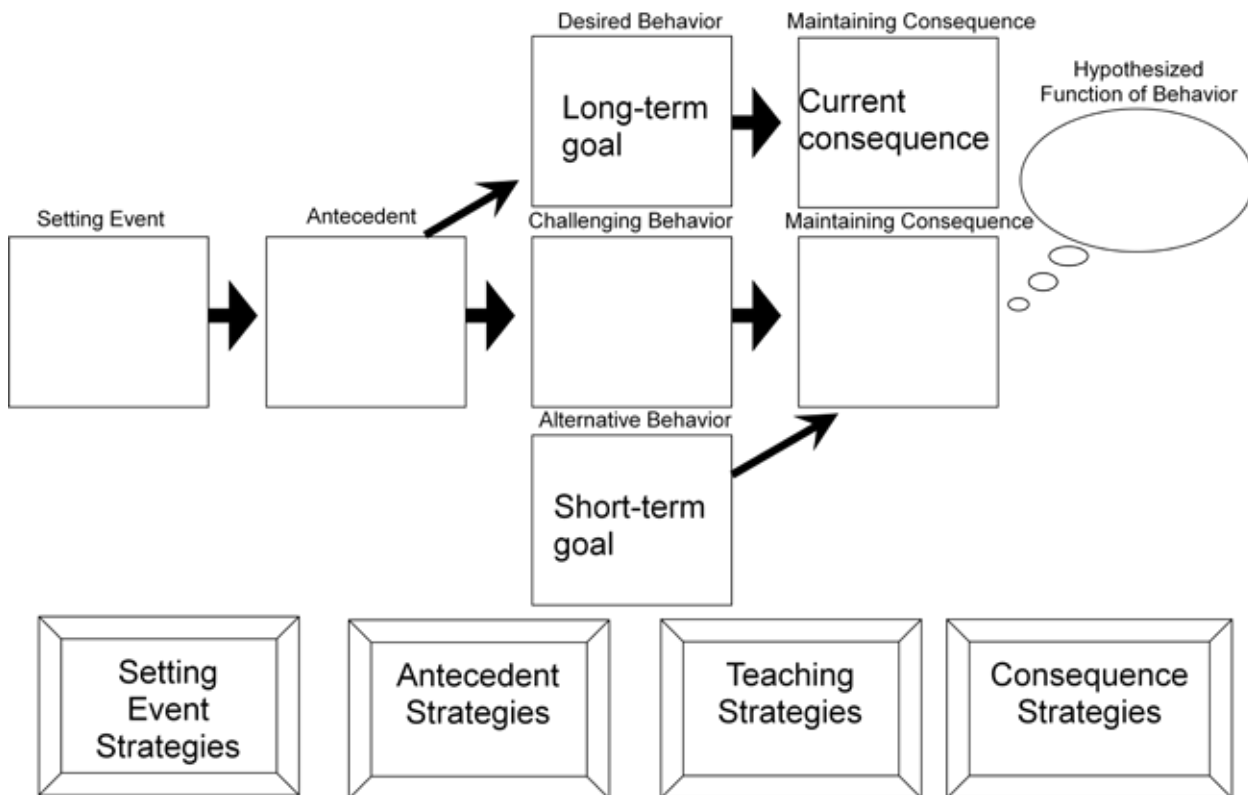 Desired Behavior
Maintaining Consequence
Long-term
goal
Current
consequence
Hypothesized
Function of Behavior
Setting Event
Antecedent
Challenging Behavior
Maintaining Consequence
Alternative Behavior
Short-term
goal
Setting
Event
Strategies
Antecedent
Strategies
Teaching
Strategies
Consequence
Strategies